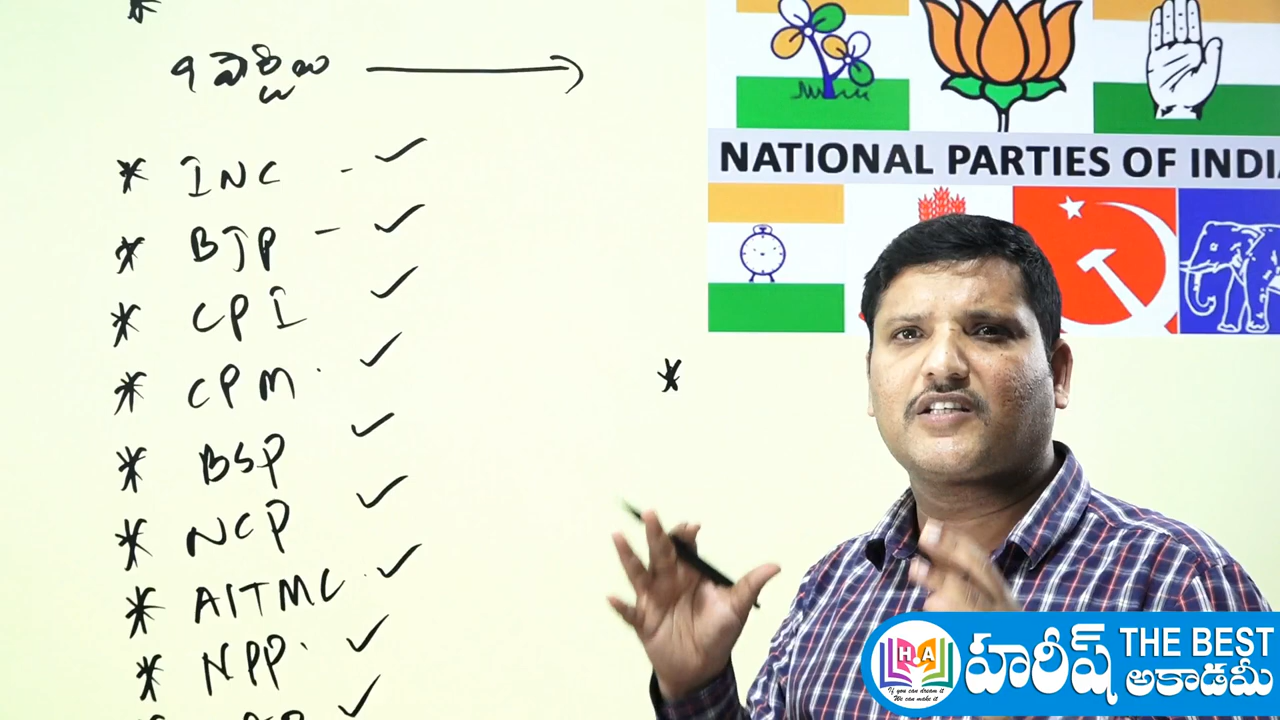 *
9 పార్టీలు →
* INC - ✓
* BJP - ✓
* CPI ✓
* CPM ✓
* BSP ✓
* NCP ✓
* AITMC ✓
* NPP ✓
✓
*
NATIONAL PARTIES OF INDIA
HA
If you can dream it
We can make it
హరీష్ THE BEST
అకాడమీ